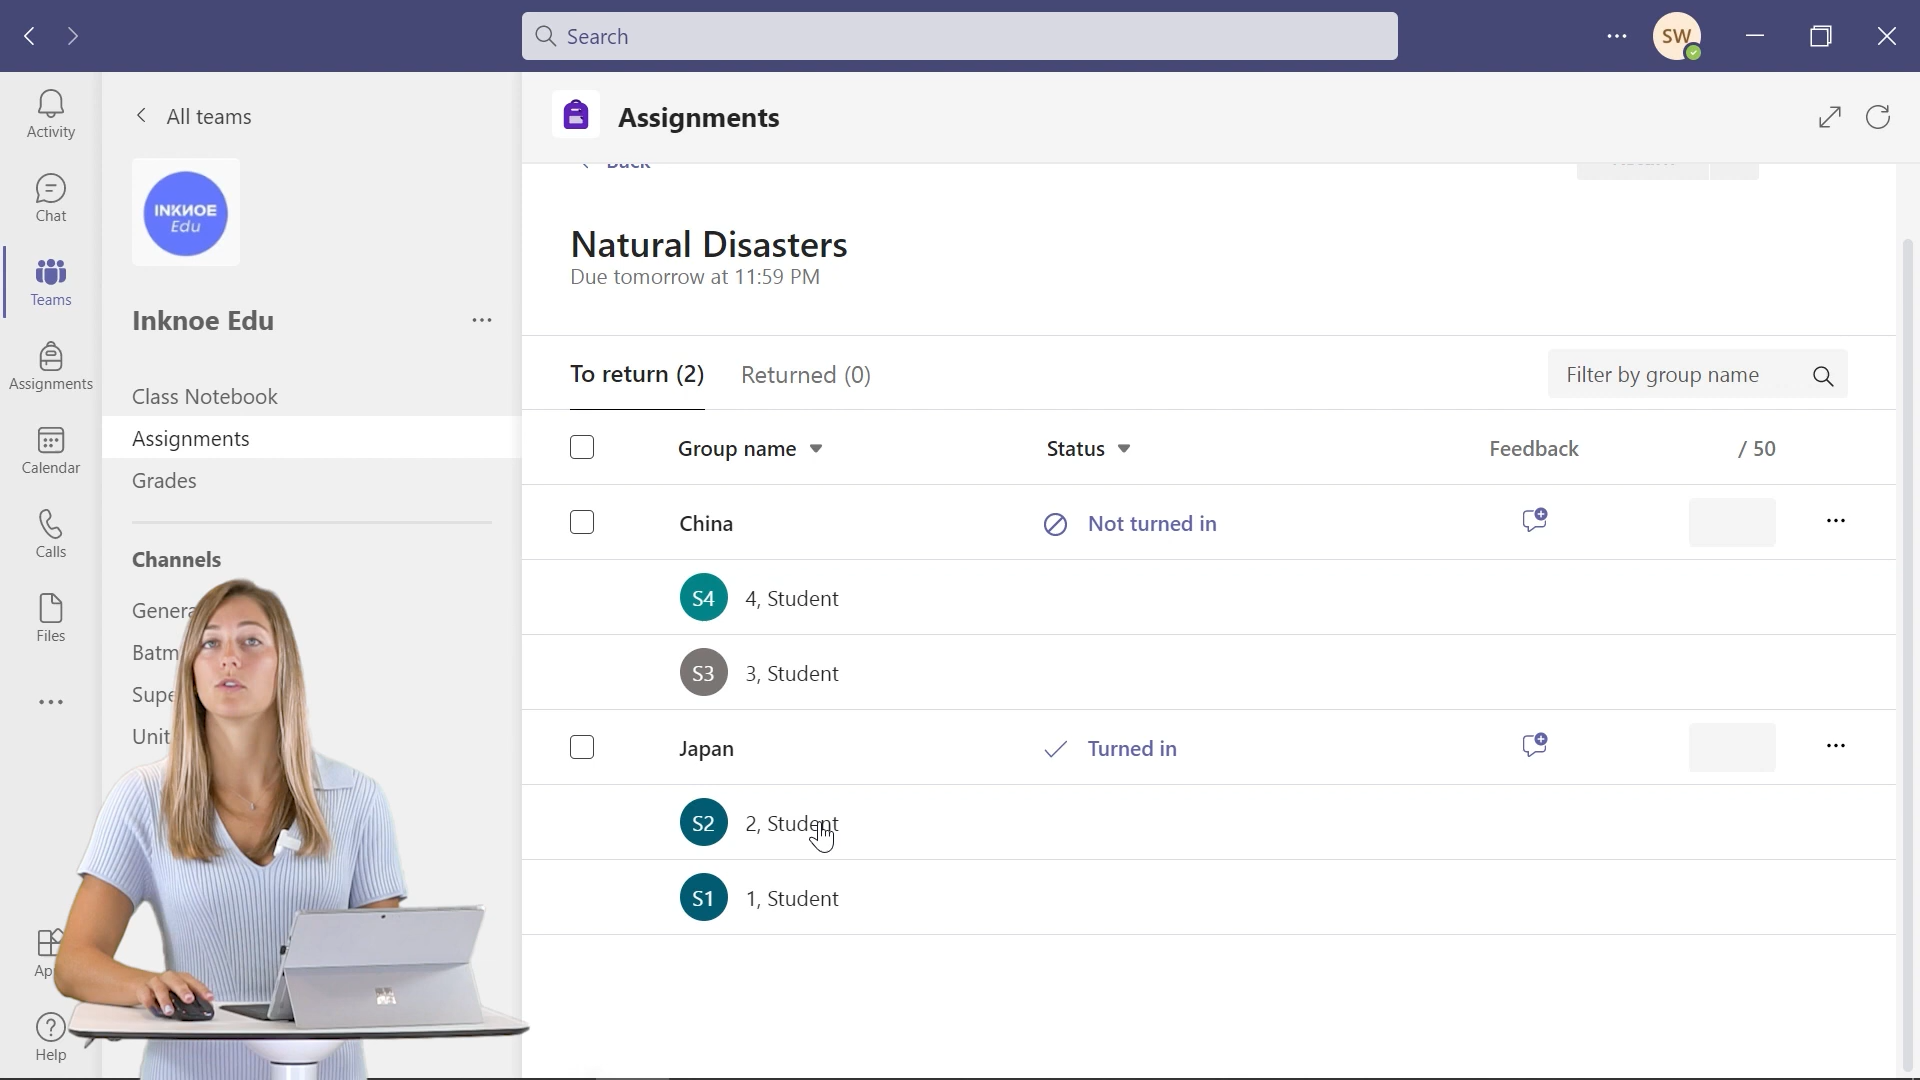 Search
SW
Activity
Chat
Teams
Assignments
Calendar
Calls
Files
Help
All teams
INKNOE
Edu
Inknoe Edu
Class Notebook
Assignments
Grades
Channels
Assignments
Back
Natural Disasters
Due tomorrow at 11:59 PM
To return (2)
Returned (0)
Filter by group name
Group name
Status
Feedback
/ 50
China
Not turned in
S4
4, Student
S3
3, Student
Japan
Turned in
S2
2, Student
S1
1, Student